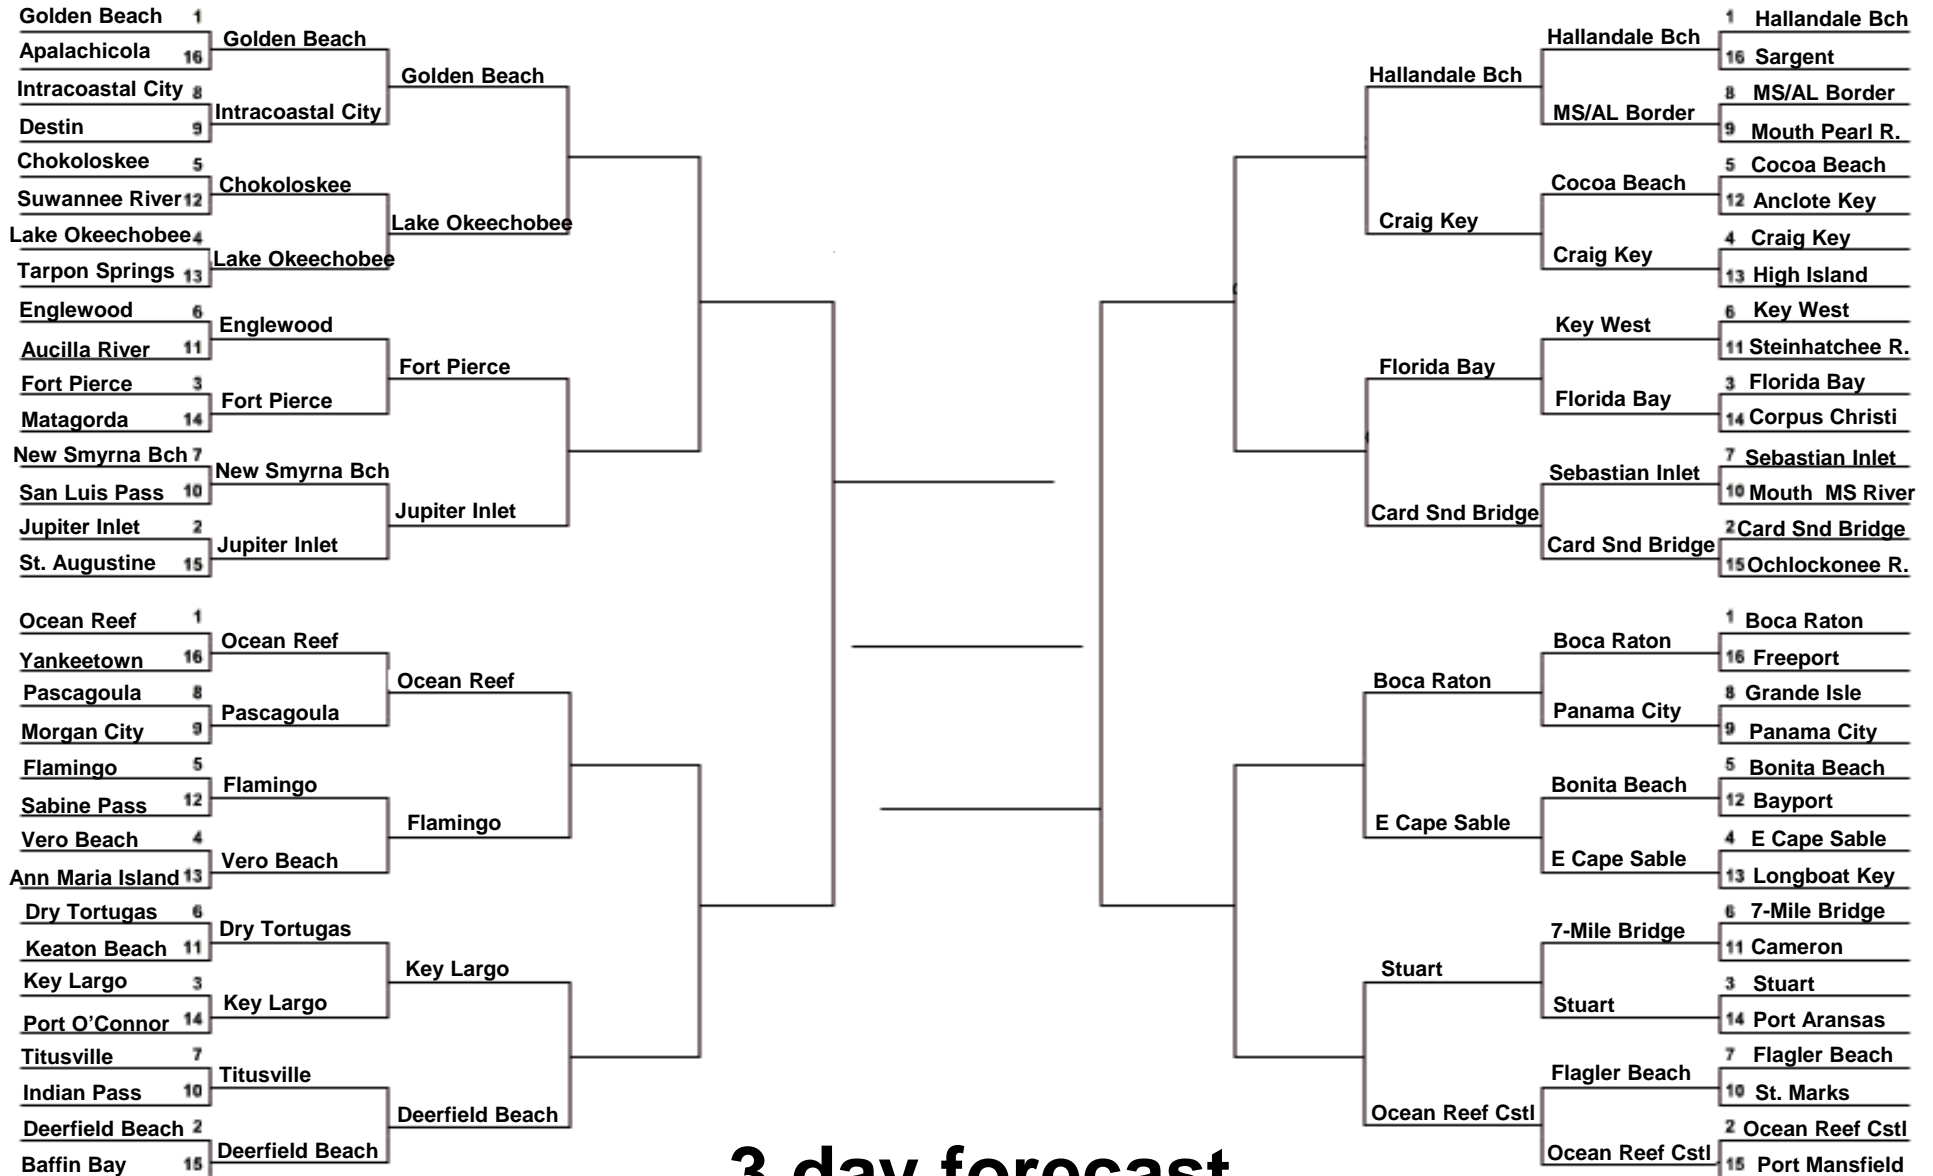 Golden Beach 1
Apalachicola 16
Intracoastal City 8
Destin 9
Chokoloskee 5
Suwannee River 12
Lake Okeechobee 4
Tarpon Springs 13
Englewood 6
Aucilla River 11
Fort Pierce 3
Matagorda 14
New Smyrna Bch 7
San Luis Pass 10
Jupiter Inlet 2
St. Augustine 15
Ocean Reef 1
Yankeetown 16
Pascagoula 8
Morgan City 9
Flamingo 5
Sabine Pass 12
Vero Beach 4
Ann Maria Island 13
Dry Tortugas 6
Keaton Beach 11
Key Largo 3
Port O’Connor 14
Titusville 7
Indian Pass 10
Deerfield Beach 2
Baffin Bay 15
Golden Beach
Intracoastal City
Chokoloskee
Lake Okeechobee
Englewood
Fort Pierce
New Smyrna Bch
Jupiter Inlet
Ocean Reef
Pascagoula
Flamingo
Vero Beach
Dry Tortugas
Key Largo
Titusville
Deerfield Beach
Golden Beach
Lake Okeechobee
Fort Pierce
Jupiter Inlet
Ocean Reef
Flamingo
Key Largo
Deerfield Beach
3 day forecast
Hallandale Bch
Craig Key
Florida Bay
Card Snd Bridge
Boca Raton
E Cape Sable
Stuart
Ocean Reef Cstl
Hallandale Bch
MS/AL Border
Cocoa Beach
Craig Key
Key West
Florida Bay
Sebastian Inlet
Card Snd Bridge
Boca Raton
Panama City
Bonita Beach
E Cape Sable
7-Mile Bridge
Stuart
Flagler Beach
Ocean Reef Cstl
1 Hallandale Bch
16 Sargent
8 MS/AL Border
9 Mouth Pearl R.
5 Cocoa Beach
12 Anclote Key
4 Craig Key
13 High Island
6 Key West
11 Steinhatchee R.
3 Florida Bay
14 Corpus Christi
7 Sebastian Inlet
10 Mouth MS River
2 Card Snd Bridge
15 Ochlockonee R.
1 Boca Raton
16 Freeport
8 Grande Isle
9 Panama City
5 Bonita Beach
12 Bayport
4 E Cape Sable
13 Longboat Key
6 7-Mile Bridge
11 Cameron
3 Stuart
14 Port Aransas
7 Flagler Beach
10 St. Marks
2 Ocean Reef Cstl
15 Port Mansfield